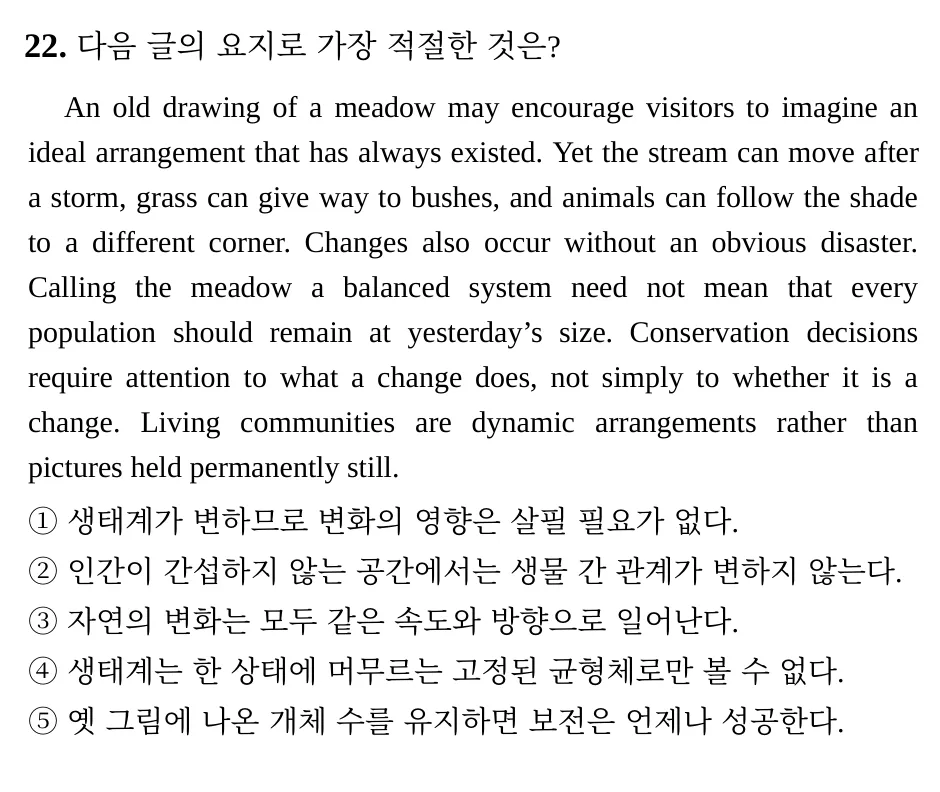 22. 다음 글의 요지로 가장 적절한 것은?
An old drawing of a meadow may encourage visitors to imagine an
ideal arrangement that has always existed. Yet the stream can move after
a storm, grass can give way to bushes, and animals can follow the shade
to a different corner. Changes also occur without an obvious disaster.
Calling the meadow a balanced system need not mean that every
population should remain at yesterday’s size. Conservation decisions
require attention to what a change does, not simply to whether it is a
change. Living communities are dynamic arrangements rather than
pictures held permanently still.
① 생태계가 변하므로 변화의 영향은 살필 필요가 없다.
② 인간이 간섭하지 않는 공간에서는 생물 간 관계가 변하지 않는다.
③ 자연의 변화는 모두 같은 속도와 방향으로 일어난다.
④ 생태계는 한 상태에 머무르는 고정된 균형체로만 볼 수 없다.
⑤ 옛 그림에 나온 개체 수를 유지하면 보전은 언제나 성공한다.